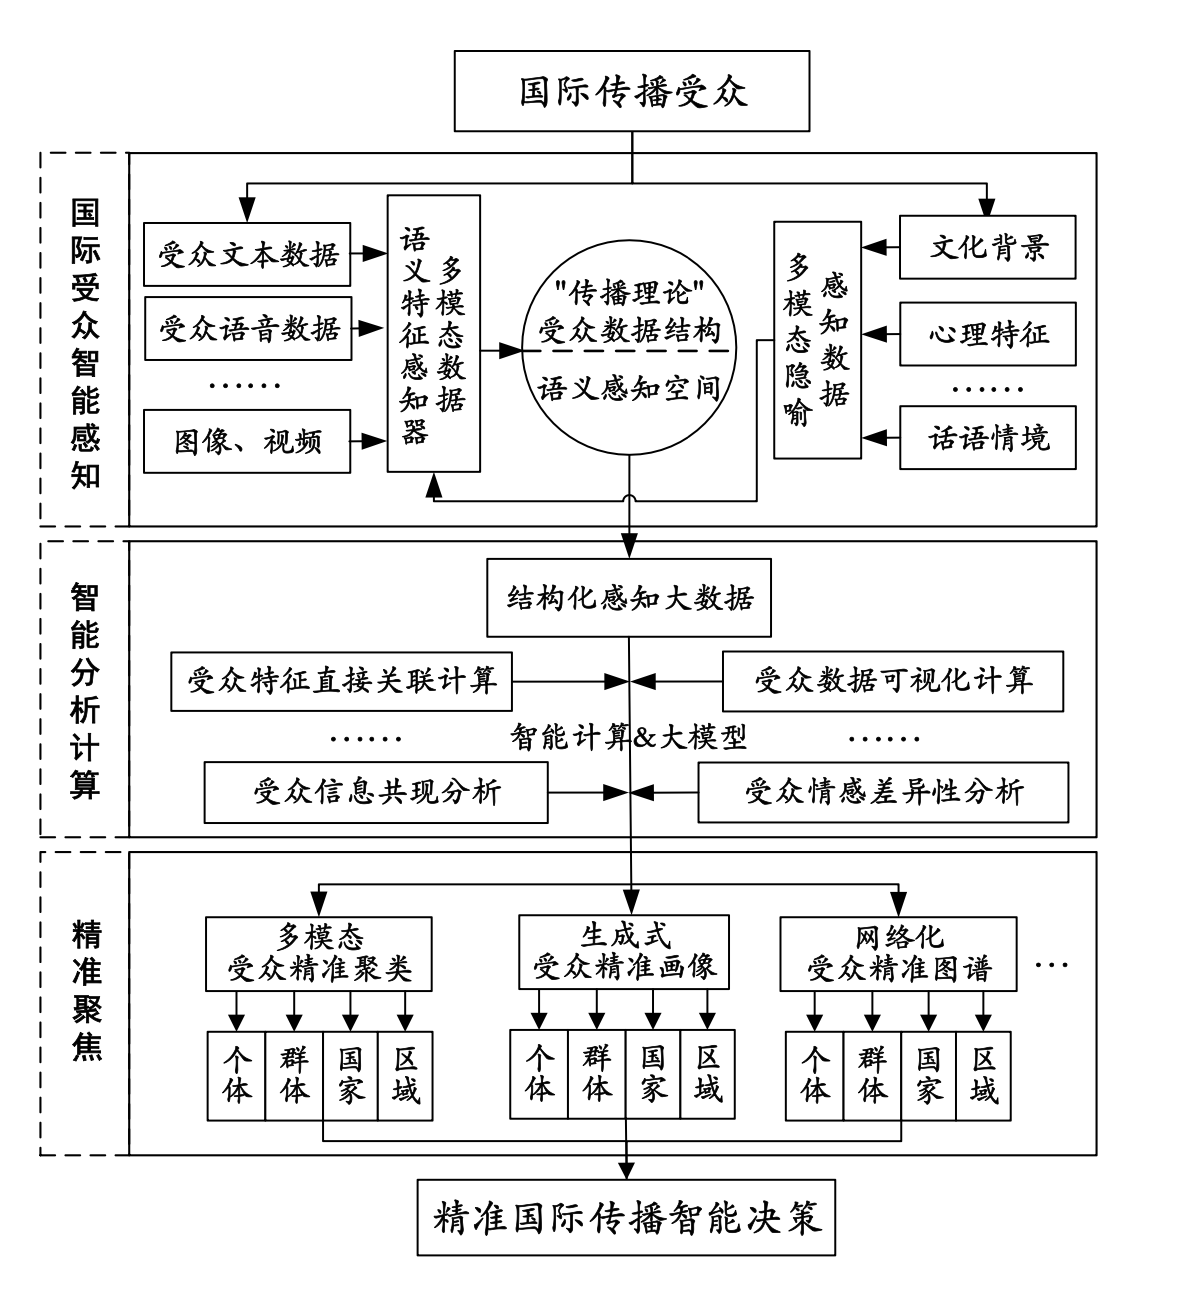 国际传播受众
国际受众智能感知
受众文本数据
受众语音数据
……
图像、视频
多模态数据
语义特征感知器
"传播理论"
受众数据结构
语义感知空间
感知数据
多模态隐喻
文化背景
心理特征
……
话语情境
智能分析计算
结构化感知大数据
受众特征直接关联计算
受众数据可视化计算
……
智能计算&大模型
……
受众信息共现分析
受众情感差异性分析
精准聚焦
多模态
受众精准聚类
生成式
受众精准画像
网络化
受众精准图谱
…
个体
群体
国家
区域
个体
群体
国家
区域
个体
群体
国家
区域
精准国际传播智能决策